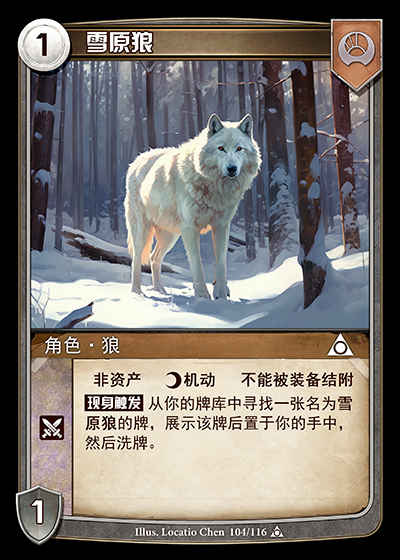 1 雪原狼
角色·狼
非资产 机动 不能被装备结附
现身触发 从你的牌库中寻找一张名为雪
原狼的牌，展示该牌后置于你的手中，
然后洗牌。
1
Illus. Locatio Chen 104/116